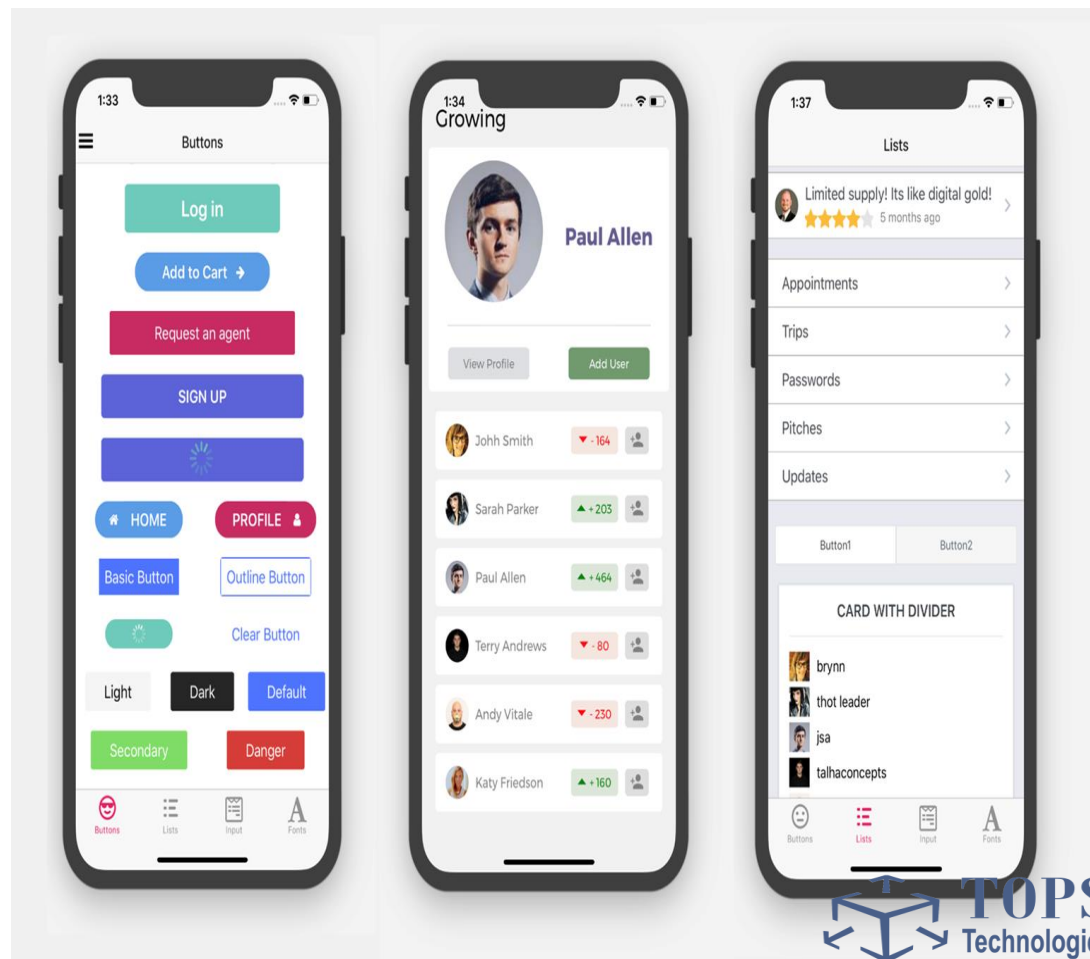 1:33
Buttons
Log in
Add to Cart
Request an agent
SIGN UP
HOME
PROFILE
Basic Button
Outline Button
Clear Button
Light
Dark
Default
Secondary
Danger
Buttons
Lists
Input
Fonts
1:34
Growing
Paul Allen
View Profile
Add User
Johh Smith
- 164
Sarah Parker
+ 203
Paul Allen
+ 464
Terry Andrews
- 80
Andy Vitale
- 230
Katy Friedson
+ 160
1:37
Lists
Limited supply! Its like digital gold!
5 months ago
Appointments
Trips
Passwords
Pitches
Updates
Button1
Button2
CARD WITH DIVIDER
brynn
thot leader
jsa
talhaconcepts
Buttons
Lists
Input
Fonts
TOPS
Technologie